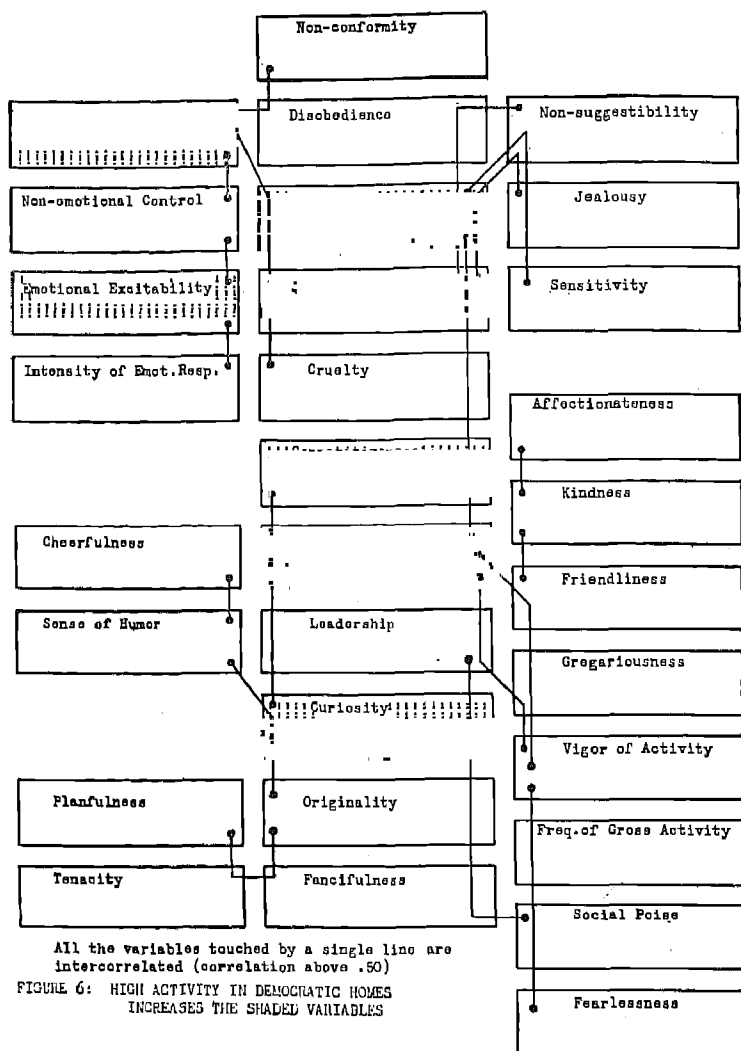 Non-conformity
Disobedience
Non-suggestibility
Non-emotional Control
Jealousy
Emotional Excitability
Sensitivity
Intensity of Emot.Resp.
Cruelty
Affectionateness
Kindness
Cheerfulness
Friendliness
Sense of Humor
Leadership
Gregariousness
Curiosity
Vigor of Activity
Planfulness
Originality
Freq.of Gross Activity
Tenacity
Fancifulness
Social Poise
Fearlessness
All the variables touched by a single line are
intercorrelated (correlation above .50)
FIGURE 6: HIGH ACTIVITY IN DEMOCRATIC HOMES
INCREASES THE SHADED VARIABLES